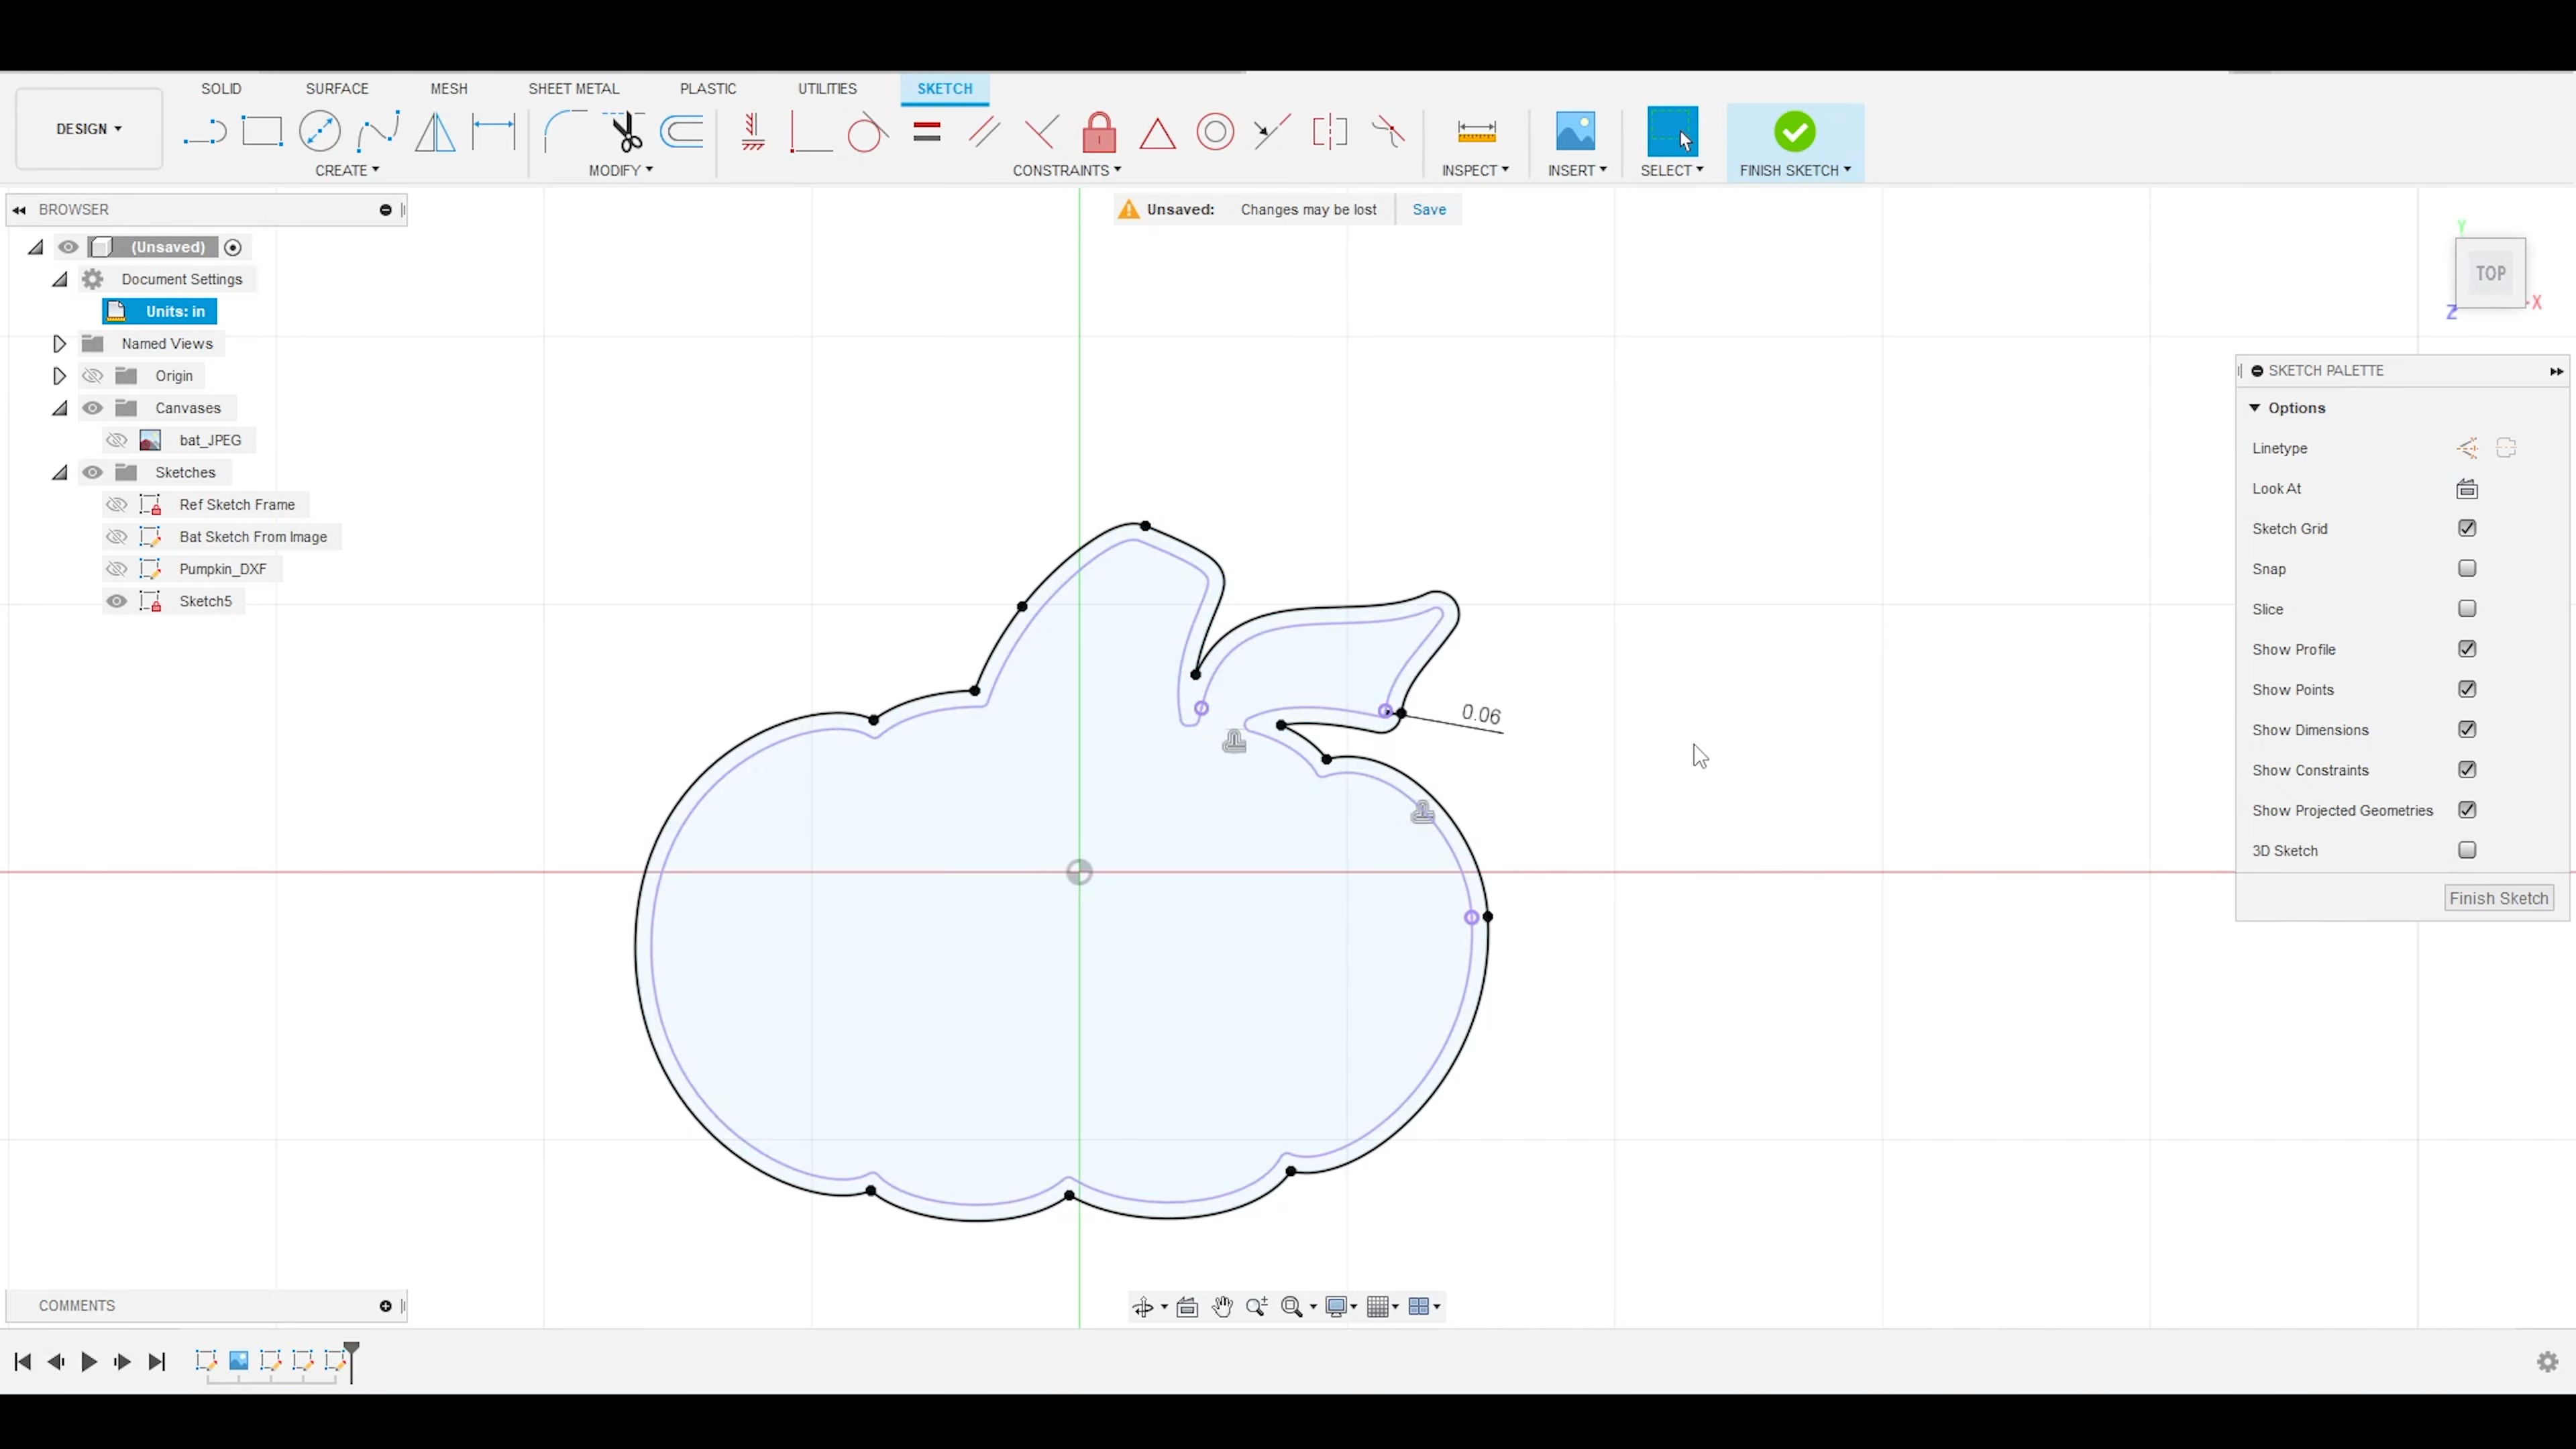 SOLID SURFACE MESH SHEET METAL PLASTIC UTILITIES SKETCH
DESIGN
CREATE MODIFY CONSTRAINTS INSPECT INSERT SELECT FINISH SKETCH
BROWSER
Unsaved: Changes may be lost Save
(Unsaved)
Document Settings
Units: in
Named Views
Origin
Canvases
bat_JPEG
Sketches
Ref Sketch Frame
Bat Sketch From Image
Pumpkin_DXF
Sketch5
Y
TOP
Z
X
SKETCH PALETTE
Options
Linetype
Look At
Sketch Grid
Snap
Slice
Show Profile
Show Points
Show Dimensions
Show Constraints
Show Projected Geometries
3D Sketch
Finish Sketch
0.06
COMMENTS